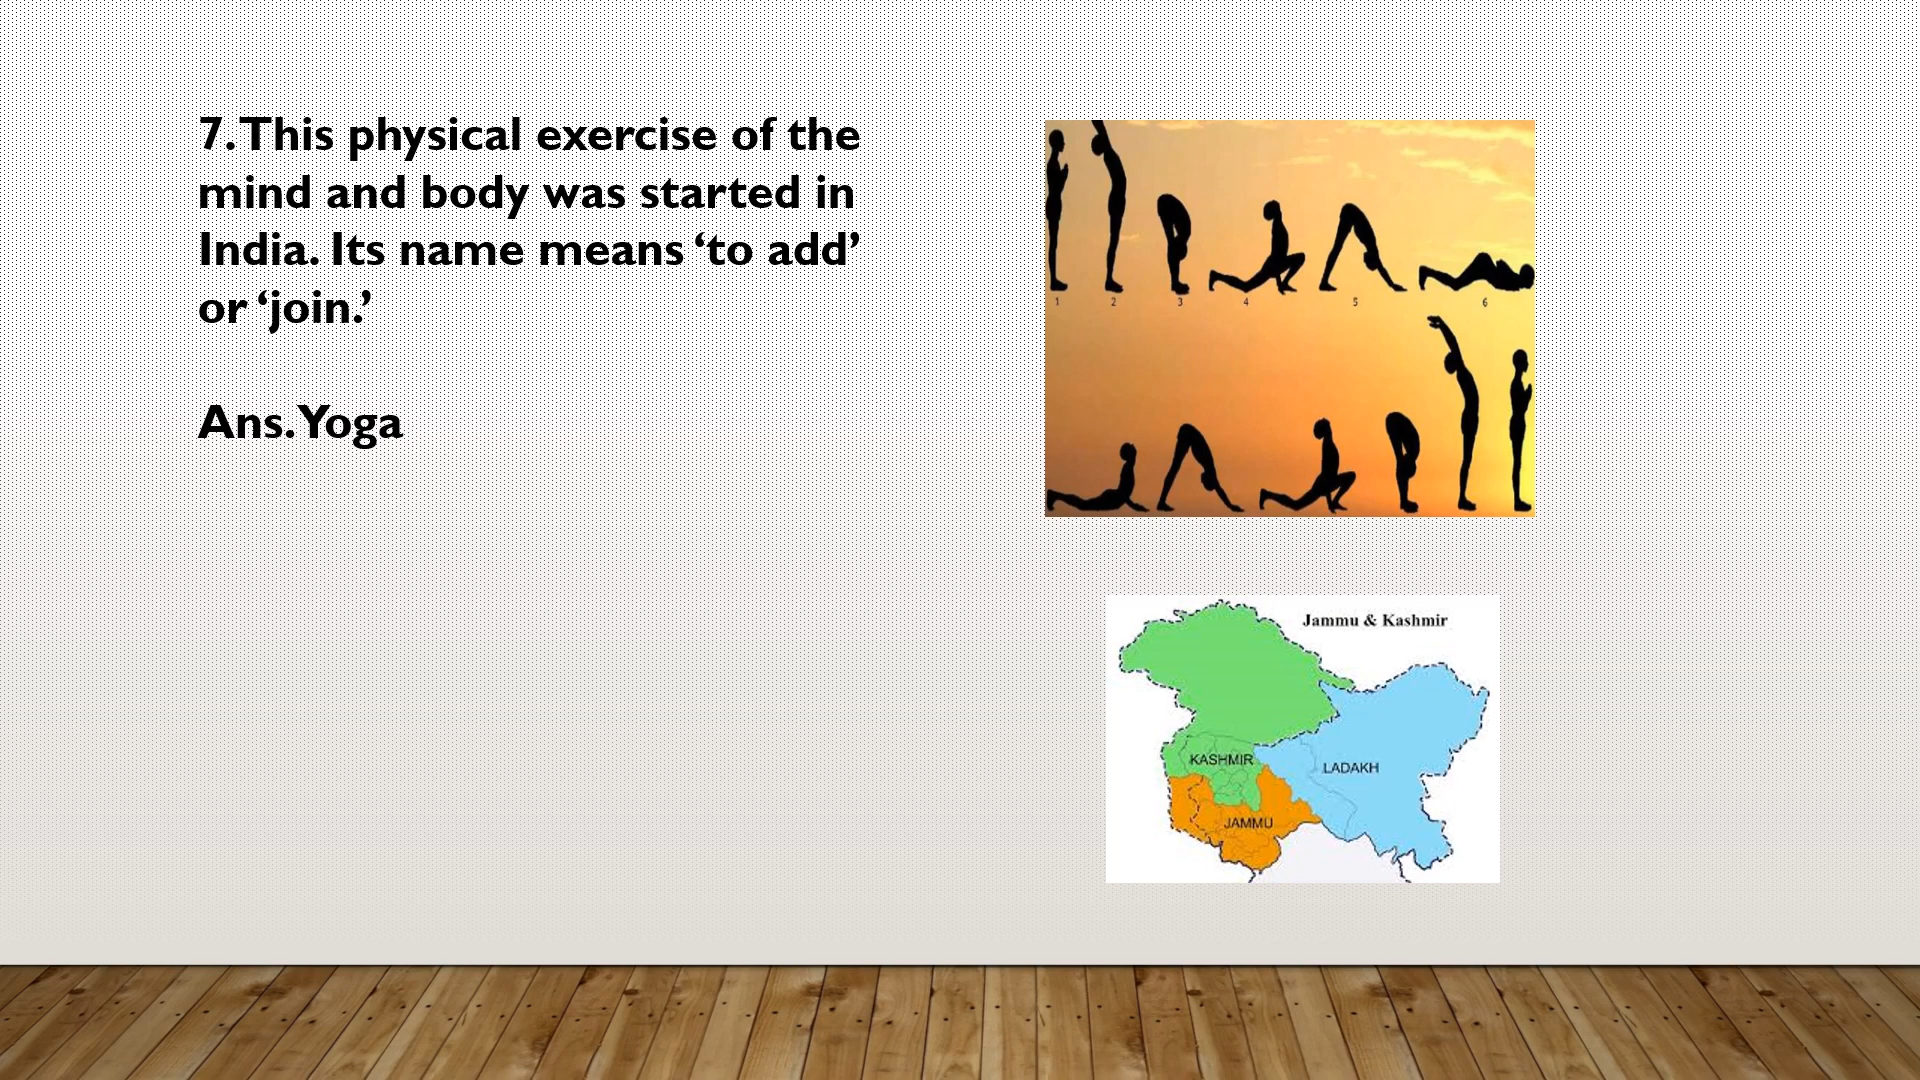 7. This physical exercise of the
mind and body was started in
India. Its name means ‘to add’
or ‘join.’
Ans. Yoga
1 2 3 4 5 6
Jammu & Kashmir
KASHMIR
LADAKH
JAMMU